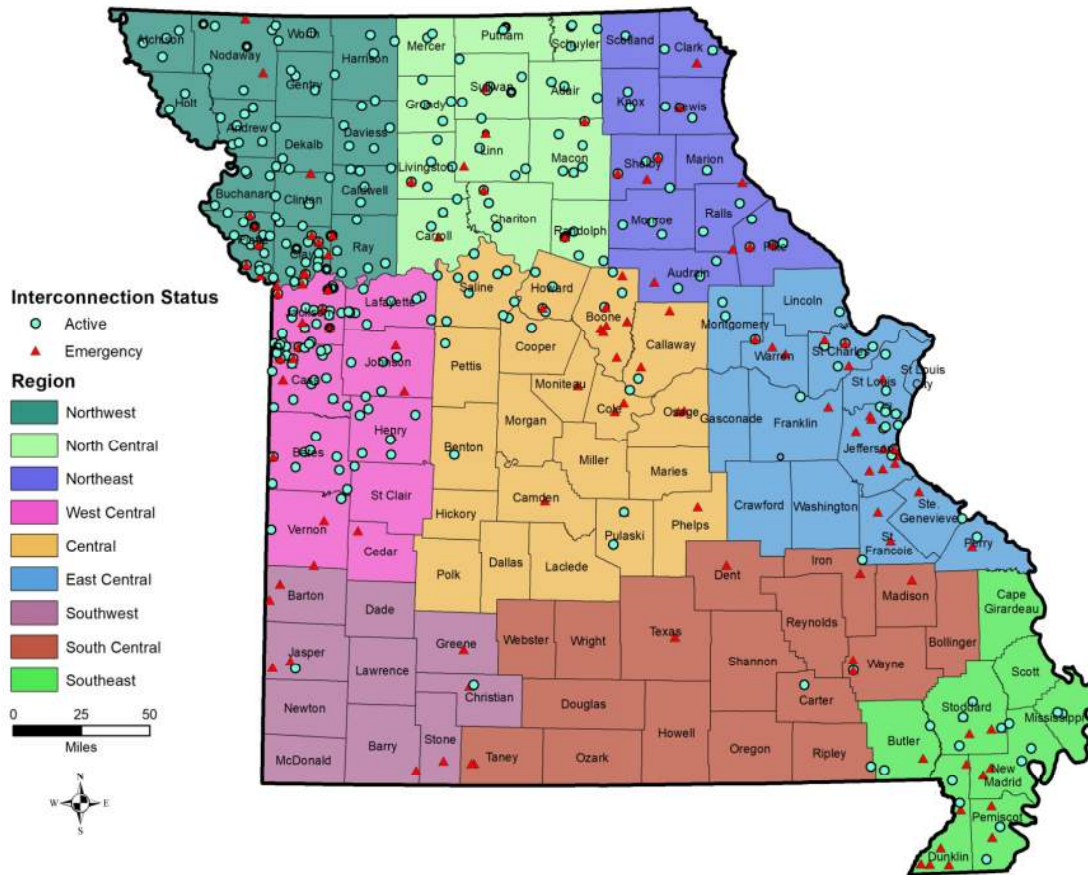 Interconnection Status
Active
Emergency
Region
Northwest
North Central
Northeast
West Central
Central
East Central
Southwest
South Central
Southeast
0 25 50
Miles
N
W E
S
Atchison
Nodaway
Worth
Harrison
Mercer
Putnam
Schuyler
Scotland
Clark
Holt
Gentry
Grundy
Sullivan
Adair
Knox
Lewis
Andrew
Dekalb
Daviess
Livingston
Linn
Macon
Shelby
Marion
Buchanan
Clinton
Caldwell
Carroll
Chariton
Randolph
Monroe
Ralls
Platte
Clay
Ray
Pike
Audrain
Jackson
Lafayette
Saline
Howard
Boone
Callaway
Montgomery
Lincoln
Warren
St Charles
Cass
Johnson
Pettis
Cooper
Moniteau
Cole
Osage
Gasconade
Franklin
St Louis
St Louis
City
Jefferson
Bates
Henry
Benton
Morgan
Miller
Maries
St Clair
Camden
Crawford
Washington
Ste.
Genevieve
Vernon
Cedar
Hickory
Pulaski
Phelps
St
Francois
Perry
Polk
Dallas
Laclede
Dent
Iron
Madison
Cape
Girardeau
Barton
Dade
Greene
Webster
Wright
Texas
Reynolds
Bollinger
Jasper
Lawrence
Christian
Shannon
Wayne
Scott
Newton
Douglas
Carter
Stoddard
Mississippi
McDonald
Barry
Stone
Taney
Ozark
Howell
Oregon
Ripley
Butler
New
Madrid
Pemiscot
Dunklin